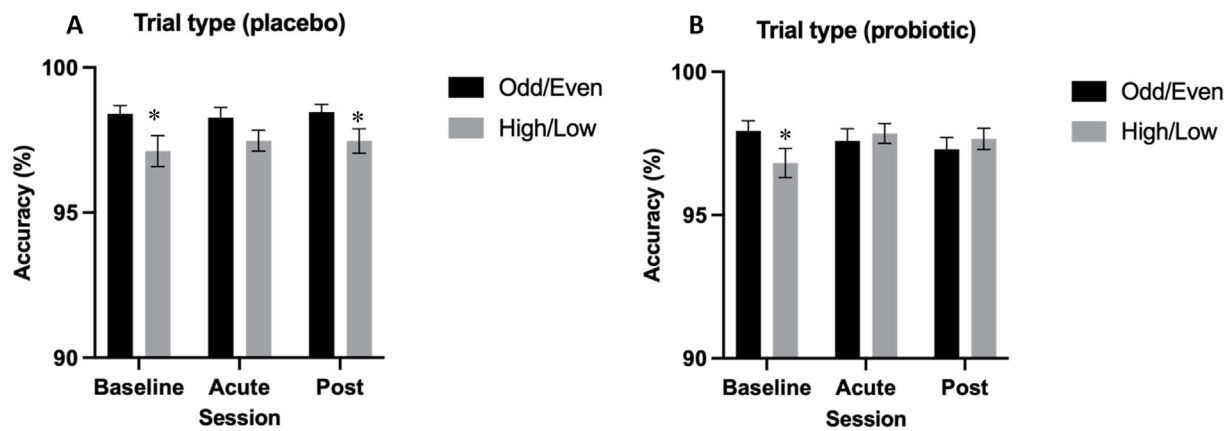 A
Trial type (placebo)
100
95
90
Accuracy (%)
*
*
Baseline
Acute
Post
Session
Odd/Even
High/Low
B
Trial type (probiotic)
100
95
90
Accuracy (%)
*
Baseline
Acute
Post
Session
Odd/Even
High/Low